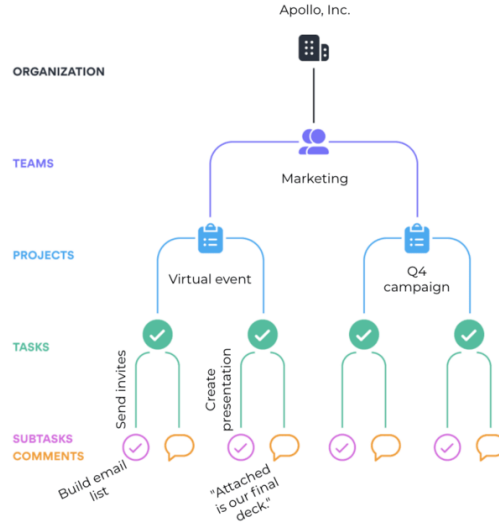 Apollo, Inc.
ORGANIZATION
TEAMS
Marketing
PROJECTS
Virtual event
Q4
campaign
TASKS
Send invites
Create
presentation
SUBTASKS
COMMENTS
Build email
list
"Attached
is our final
deck."